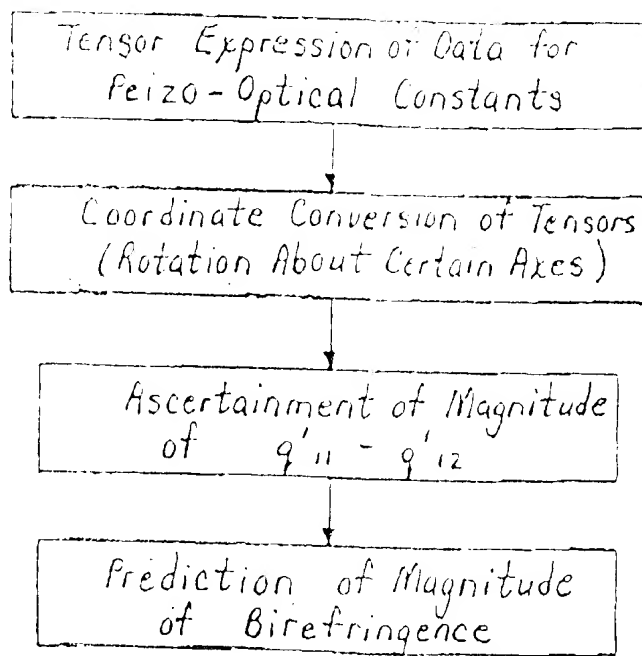 Tensor Expression of Data for
Peizo-Optical Constants
Coordinate Conversion of Tensors
(Rotation About Certain Axes)
Ascertainment of Magnitude
of q'11 - q'12
Prediction of Magnitude
of Birefringence